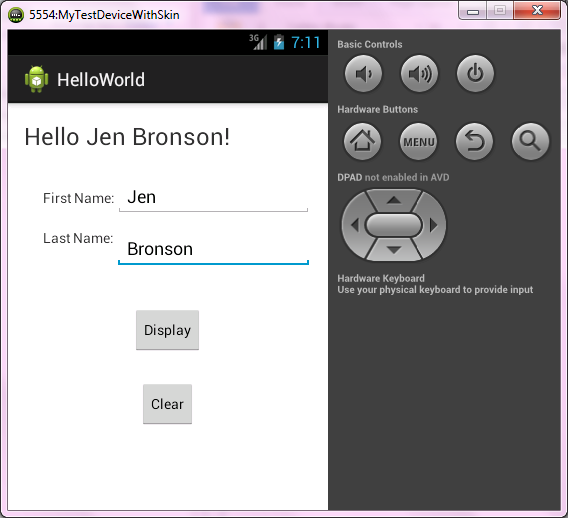 5554:MyTestDeviceWithSkin
3G 7:11
HelloWorld
Hello Jen Bronson!
First Name: Jen
Last Name: Bronson
Display
Clear
Basic Controls
Hardware Buttons
MENU
DPAD not enabled in AVD
Hardware Keyboard
Use your physical keyboard to provide input